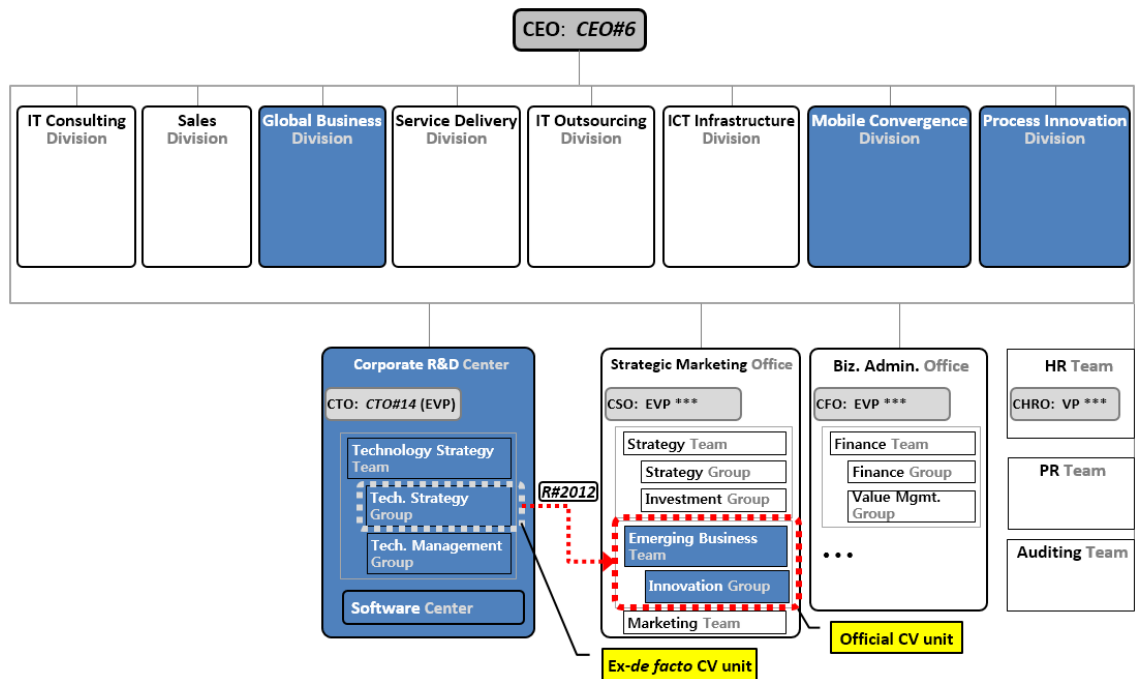 CEO: CEO#6
IT Consulting
Division
Sales
Division
Global Business
Division
Service Delivery
Division
IT Outsourcing
Division
ICT Infrastructure
Division
Mobile Convergence
Division
Process Innovation
Division
Corporate R&D Center
CTO: CTO#14 (EVP)
Technology Strategy
Team
Tech. Strategy
Group
Tech. Management
Group
Software Center
R#2012
Ex-de facto CV unit
Strategic Marketing Office
CSO: EVP ***
Strategy Team
Strategy Group
Investment Group
Emerging Business
Team
Innovation Group
Marketing Team
Official CV unit
Biz. Admin. Office
CFO: EVP ***
Finance Team
Finance Group
Value Mgmt.
Group
• • •
HR Team
CHRO: VP ***
PR Team
Auditing Team